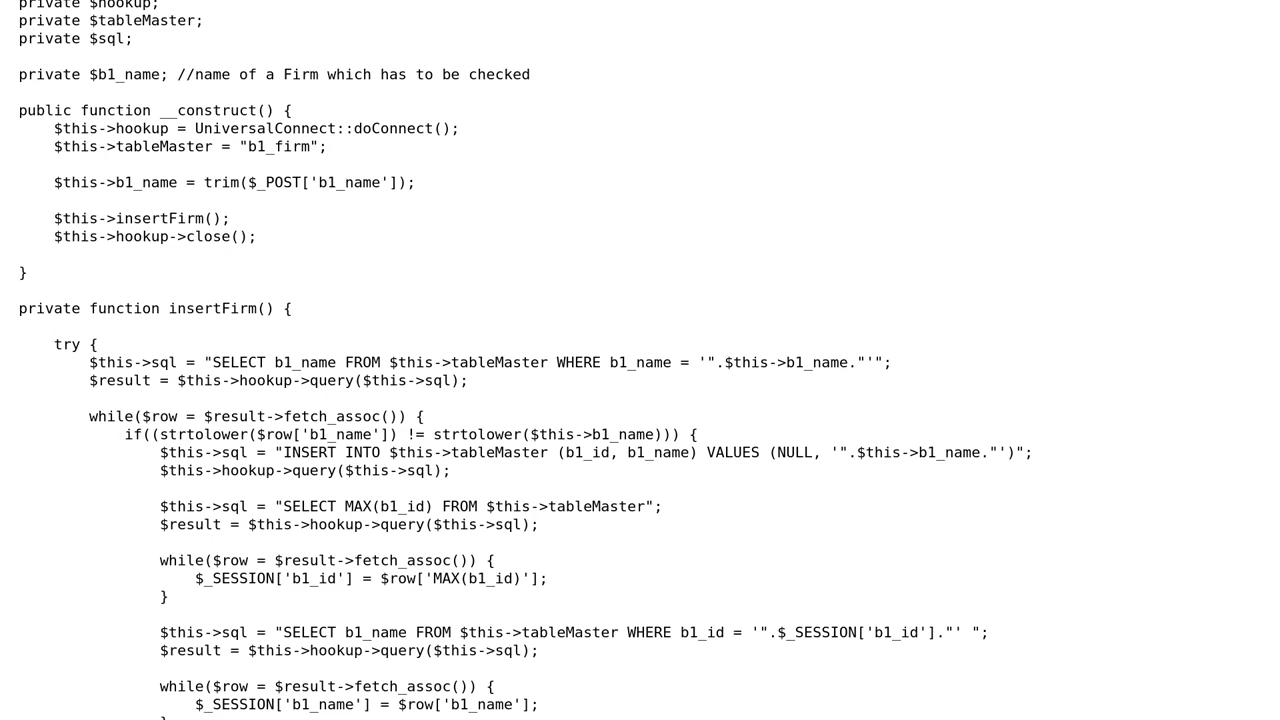 private $hookup;
private $tableMaster;
private $sql;
private $b1_name; //name of a Firm which has to be checked
public function __construct() {
$this->hookup = UniversalConnect::doConnect();
$this->tableMaster = "b1_firm";
$this->b1_name = trim($_POST['b1_name']);
$this->insertFirm();
$this->hookup->close();
}
private function insertFirm() {
try {
$this->sql = "SELECT b1_name FROM $this->tableMaster WHERE b1_name = '".$this->b1_name."'";
$result = $this->hookup->query($this->sql);
while($row = $result->fetch_assoc()) {
if((strtolower($row['b1_name']) != strtolower($this->b1_name))) {
$this->sql = "INSERT INTO $this->tableMaster (b1_id, b1_name) VALUES (NULL, '".$this->b1_name."')";
$this->hookup->query($this->sql);
$this->sql = "SELECT MAX(b1_id) FROM $this->tableMaster";
$result = $this->hookup->query($this->sql);
while($row = $result->fetch_assoc()) {
$_SESSION['b1_id'] = $row['MAX(b1_id)'];
}
$this->sql = "SELECT b1_name FROM $this->tableMaster WHERE b1_id = '".$_SESSION['b1_id']."' ";
$result = $this->hookup->query($this->sql);
while($row = $result->fetch_assoc()) {
$_SESSION['b1_name'] = $row['b1_name'];
}